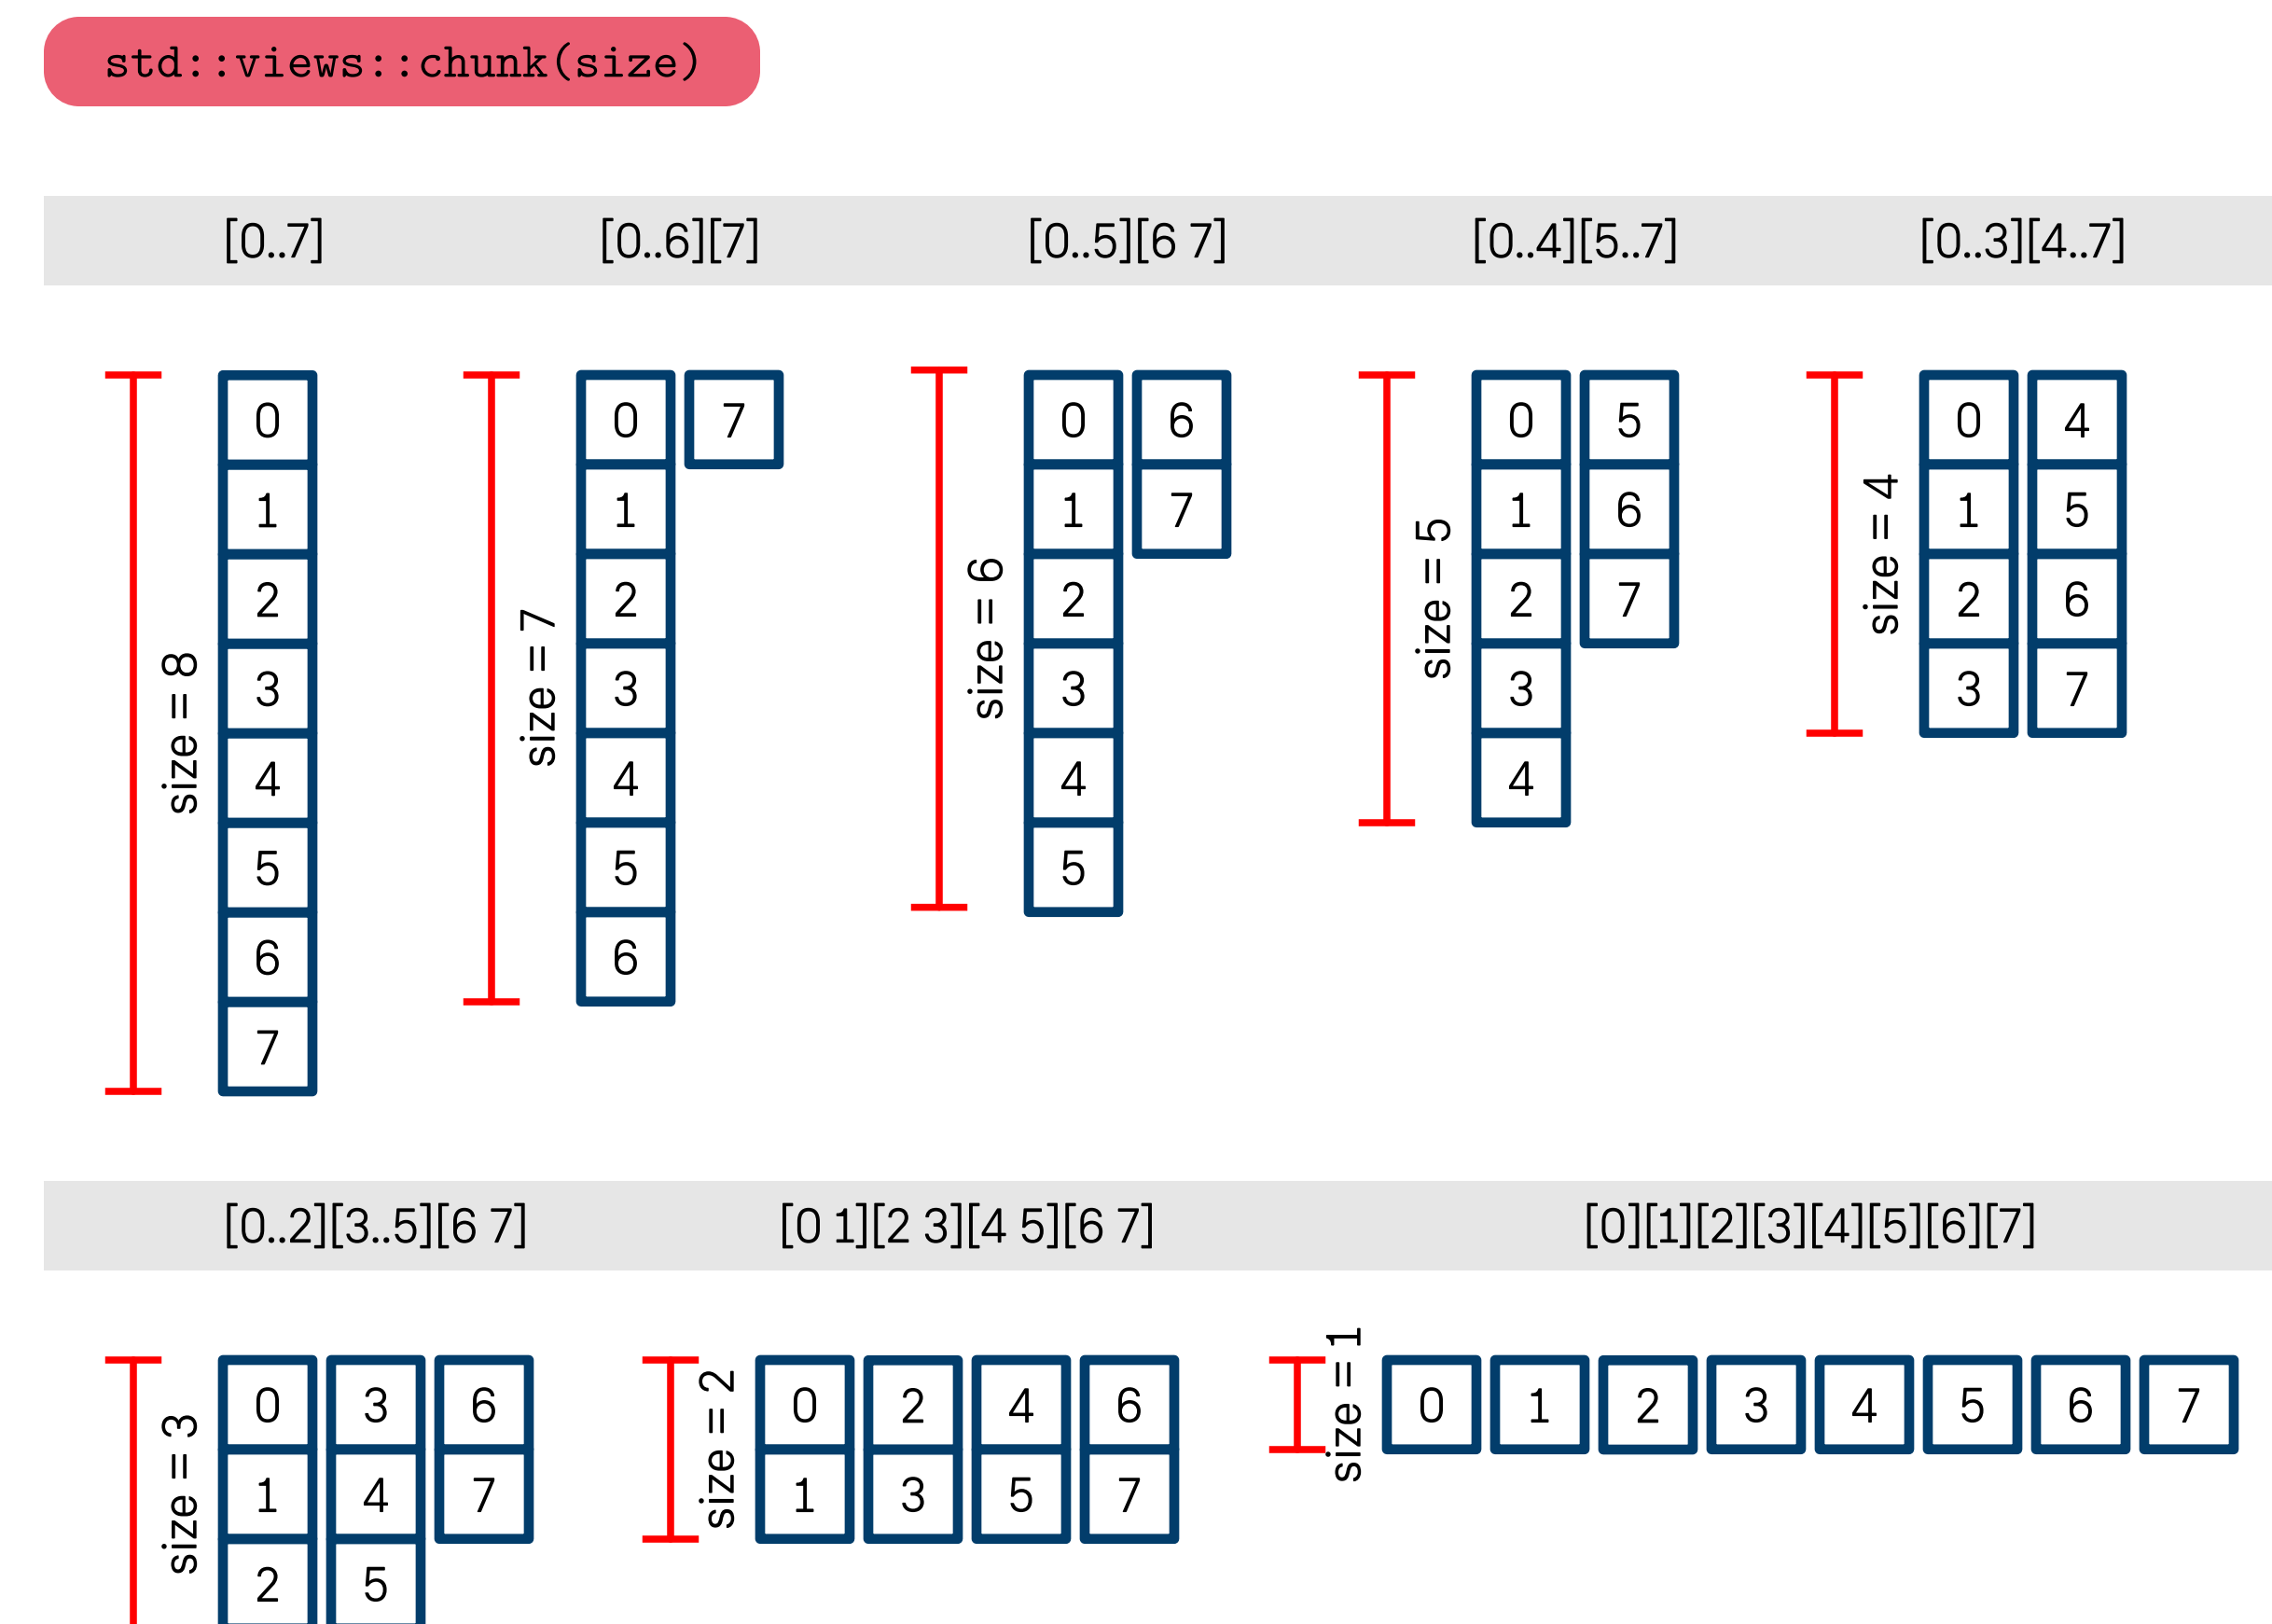 std::views::chunk(size)
[0..7] [0..6][7] [0..5][6 7] [0..4][5..7] [0..3][4..7]
size = 8
0
1
2
3
4
5
6
7
size = 7
0 7
1
2
3
4
5
6
size = 6
0 6
1 7
2
3
4
5
size = 5
0 5
1 6
2 7
3
4
size = 4
0 4
1 5
2 6
3 7
[0..2][3..5][6 7] [0 1][2 3][4 5][6 7] [0][1][2][3][4][5][6][7]
size = 3
0 3 6
1 4 7
2 5
size = 2
0 2 4 6
1 3 5 7
size = 1
0 1 2 3 4 5 6 7